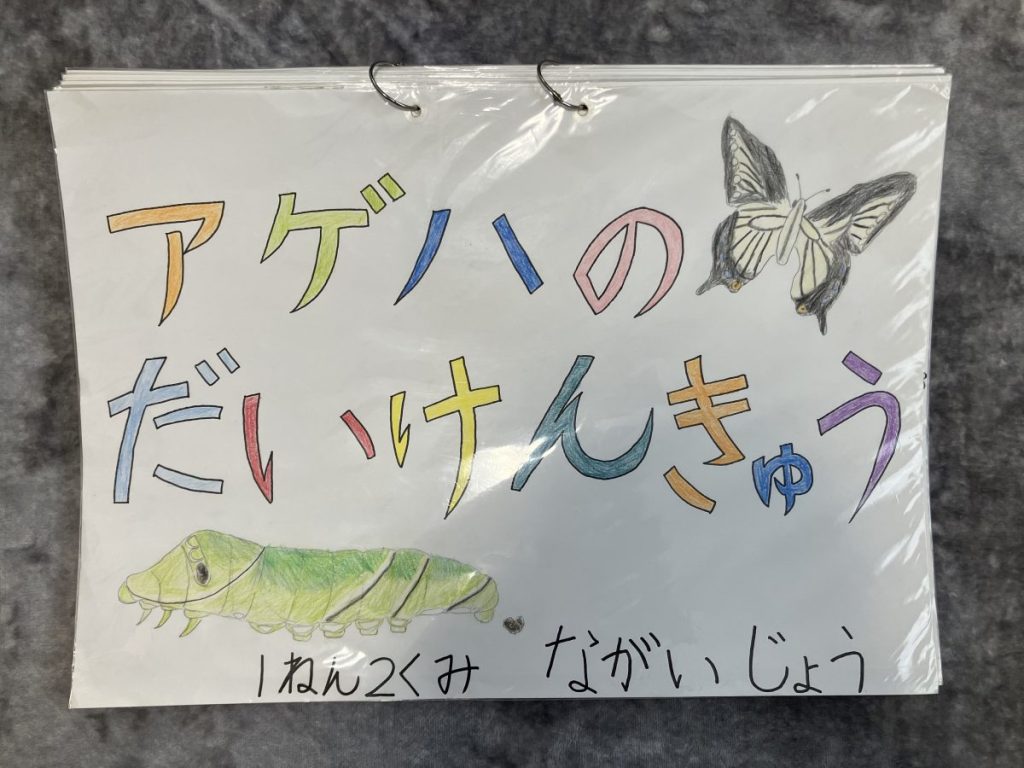 アゲハの
だいけんきゅう
1ねん2くみ ながい じょう